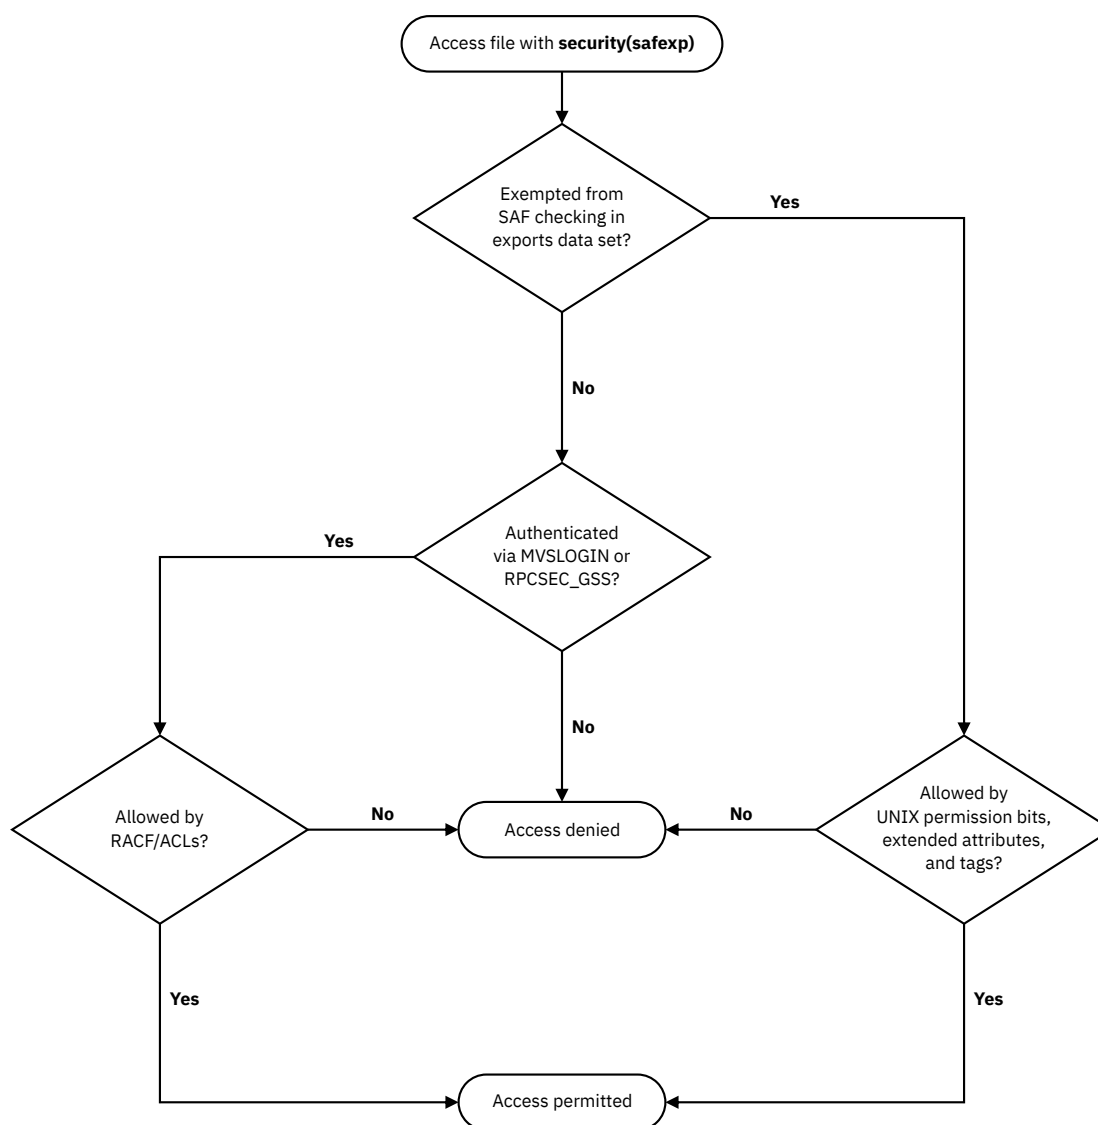 Access file with security(safexp)
Exempted from
SAF checking in
exports data set?
Yes
No
Authenticated
via MVSLOGIN or
RPCSEC_GSS?
Yes
No
Allowed by
RACF/ACLs?
No
Access denied
No
Allowed by
UNIX permission bits,
extended attributes,
and tags?
Yes
Yes
Access permitted